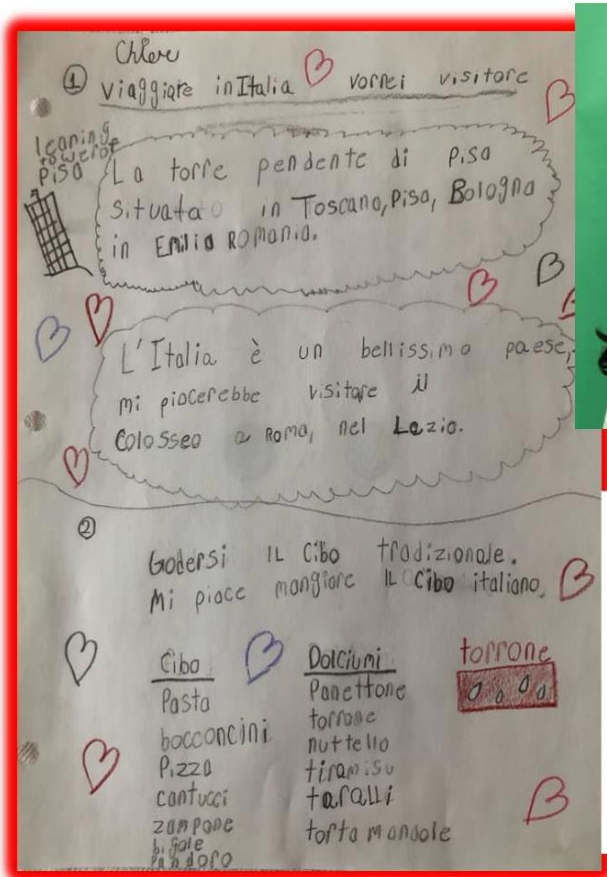 Chloe
① viaggiare in Italia vorrei visitare
leaning
tower of
Pisa
La torre pendente di Pisa
situata in Toscana, Pisa, Bologna
in Emilia Romania.
L'Italia è un bellissimo paese,
mi piacerebbe visitare il
Colosseo a Roma, nel Lazio.
②
Godersi IL Cibo tradizionale.
Mi piace mangiare IL Cibo italiano.
Cibo
Pasta
bocconcini
Pizza
cantucci
zampone
bigole
Pandoro
Dolciumi
Panettone
torrone
nuttello
tiramisu
taralli
torta mandole
torrone